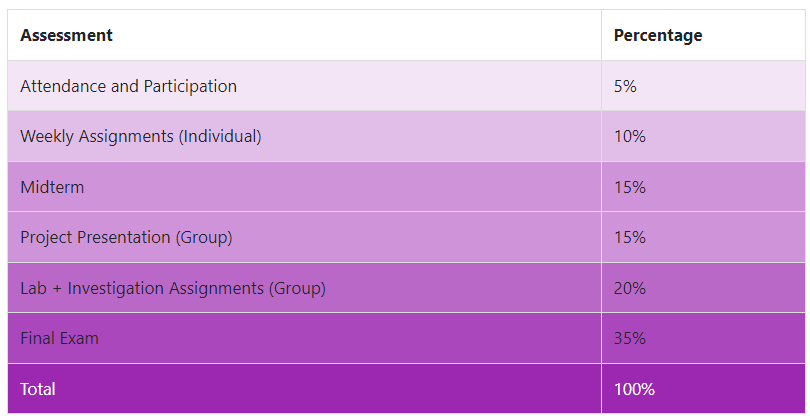 Assessment Percentage
Attendance and Participation 5%
Weekly Assignments (Individual) 10%
Midterm 15%
Project Presentation (Group) 15%
Lab + Investigation Assignments (Group) 20%
Final Exam 35%
Total 100%